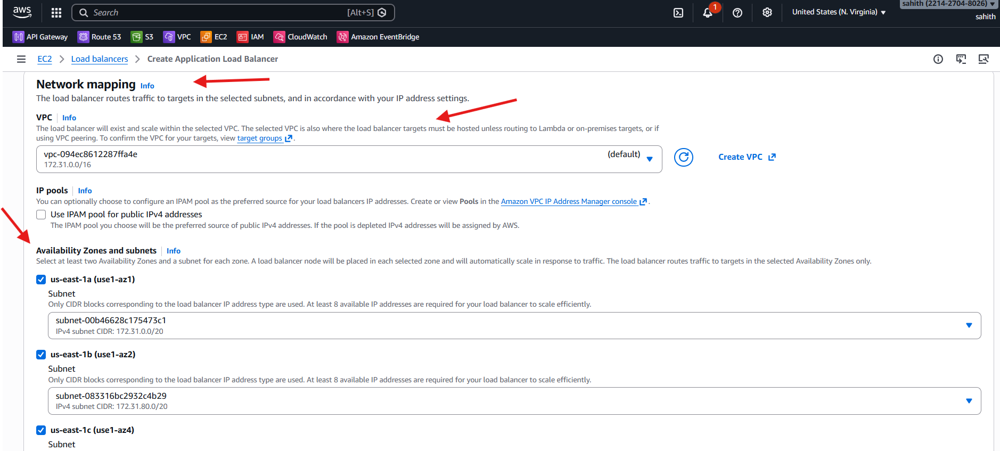 aws
Search
[Alt+S]
1
United States (N. Virginia)
sahith (2214-2704-8026)
sahith
API Gateway
Route 53
S3
VPC
EC2
IAM
CloudWatch
Amazon EventBridge
EC2
Load balancers
Create Application Load Balancer
Network mapping Info
The load balancer routes traffic to targets in the selected subnets, and in accordance with your IP address settings.
VPC Info
The load balancer will exist and scale within the selected VPC. The selected VPC is also where the load balancer targets must be hosted unless routing to Lambda or on-premises targets, or if
using VPC peering. To confirm the VPC for your targets, view target groups.
vpc-094ec8612287ffa4e
(default)
172.31.0.0/16
Create VPC
IP pools Info
You can optionally choose to configure an IPAM pool as the preferred source for your load balancers IP addresses. Create or view Pools in the Amazon VPC IP Address Manager console.
Use IPAM pool for public IPv4 addresses
The IPAM pool you choose will be the preferred source of public IPv4 addresses. If the pool is depleted IPv4 addresses will be assigned by AWS.
Availability Zones and subnets Info
Select at least two Availability Zones and a subnet for each zone. A load balancer node will be placed in each selected zone and will automatically scale in response to traffic. The load balancer routes traffic to targets in the selected Availability Zones only.
us-east-1a (use1-az1)
Subnet
Only CIDR blocks corresponding to the load balancer IP address type are used. At least 8 available IP addresses are required for your load balancer to scale efficiently.
subnet-00b46628c175473c1
IPv4 subnet CIDR: 172.31.0.0/20
us-east-1b (use1-az2)
Subnet
Only CIDR blocks corresponding to the load balancer IP address type are used. At least 8 available IP addresses are required for your load balancer to scale efficiently.
subnet-083316bc2932c4b29
IPv4 subnet CIDR: 172.31.80.0/20
us-east-1c (use1-az4)
Subnet